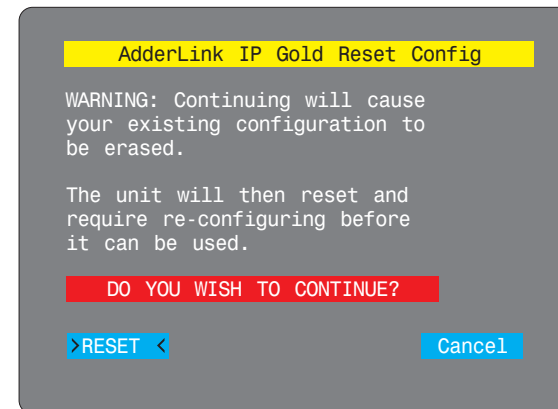 AdderLink IP Gold Reset Config
WARNING: Continuing will cause
your existing configuration to
be erased.
The unit will then reset and
require re-configuring before
it can be used.
DO YOU WISH TO CONTINUE?
>RESET < Cancel